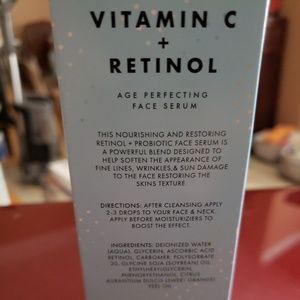 VITAMIN C
+
RETINOL
AGE PERFECTING
FACE SERUM
THIS NOURISHING AND RESTORING
RETINOL + PROBIOTIC FACE SERUM IS
A POWERFUL BLEND DESIGNED TO
HELP SOFTEN THE APPEARANCE OF
FINE LINES, WRINKLES,& SUN DAMAGE
TO THE FACE RESTORING THE
SKINS TEXTURE.
DIRECTIONS: AFTER CLEANSING APPLY
2-3 DROPS TO YOUR FACE & NECK.
APPLY BEFORE MOISTURIZIERS TO
BOOST THE EFFECT.
INGREDIENTS: DEIONIZED WATER
(AQUA), GLYCERIN, ASCORBIC ACID
RETINOL, CARBOMER, POLYSORBATE
20, GLYCINE SOJA (SOYBEAN) OIL,
ETHYLHEXYLGLYCERIN,
PHENOXYETHANOL, CITRUS
AURANTIUM DULCIS (ORANGE)
PEEL OIL